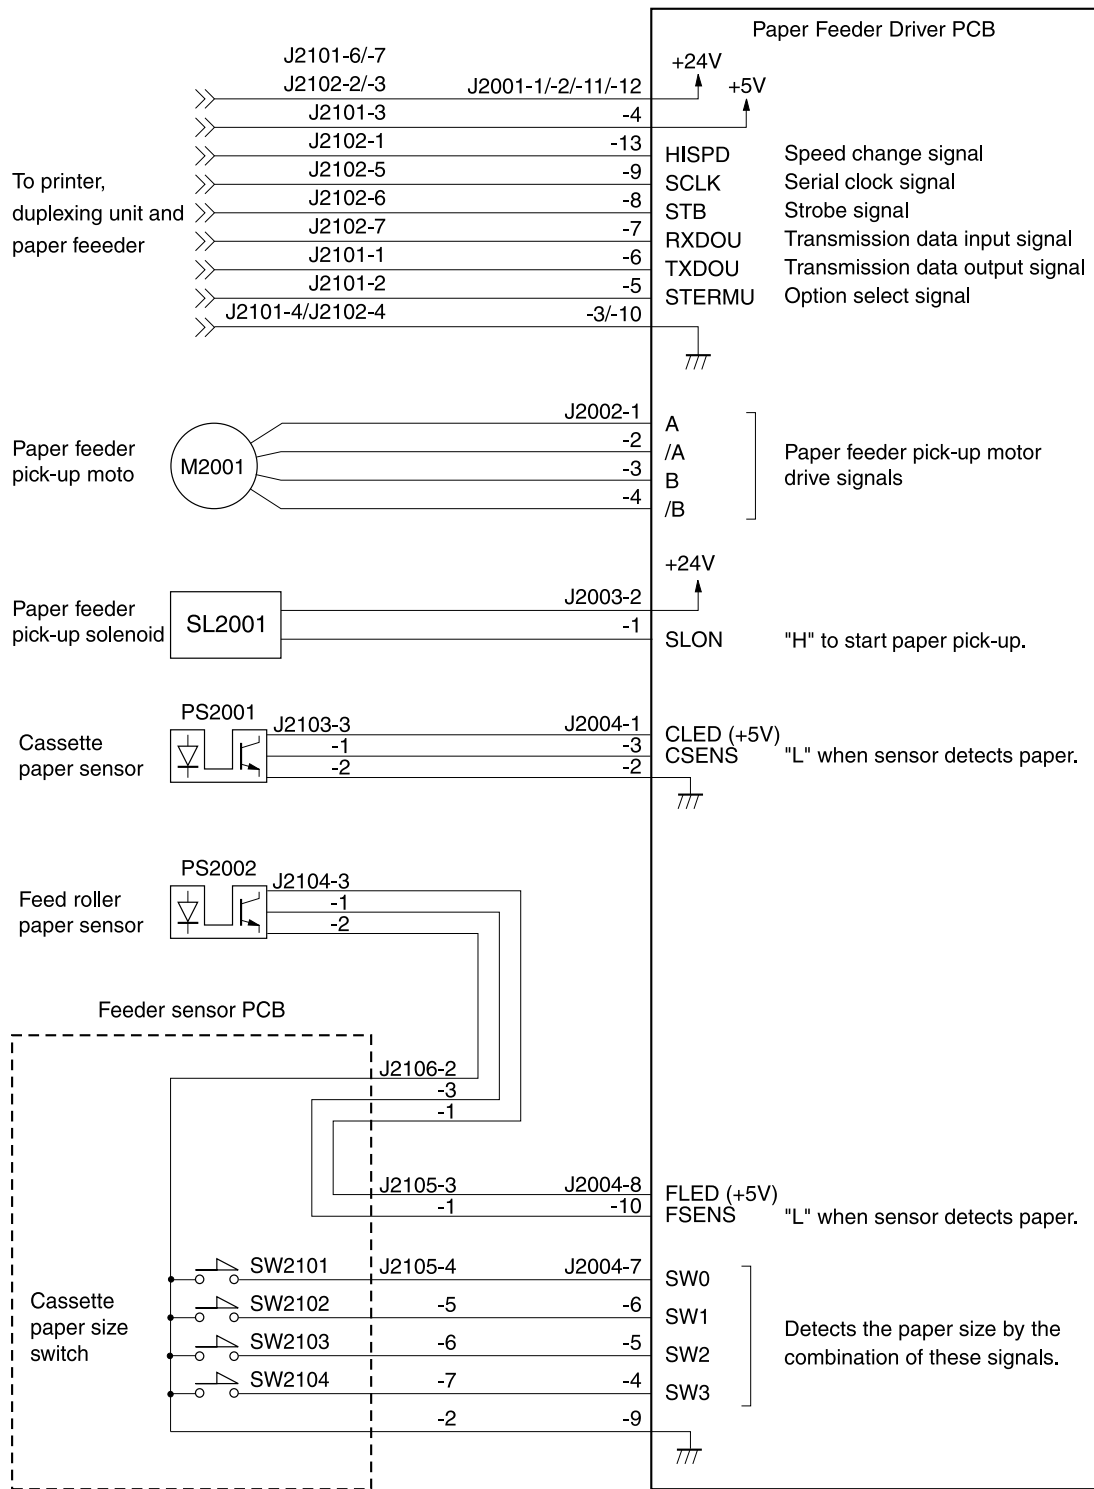 Paper Feeder Driver PCB
J2101-6/-7
+24V
J2102-2/-3 J2001-1/-2/-11/-12
+5V
J2101-3 -4
J2102-1 -13
HISPD Speed change signal
J2102-5 -9
SCLK Serial clock signal
J2102-6 -8
STB Strobe signal
J2102-7 -7
RXDOU Transmission data input signal
J2101-1 -6
TXDOU Transmission data output signal
J2101-2 -5
STERMU Option select signal
J2101-4/J2102-4 -3/-10
To printer,
duplexing unit and
paper feeeder
Paper feeder
pick-up moto
M2001
J2002-1
A
-2
/A
-3
B
-4
/B
Paper feeder pick-up motor
drive signals
+24V
Paper feeder
pick-up solenoid
SL2001
J2003-2
-1
SLON "H" to start paper pick-up.
PS2001
Cassette
paper sensor
J2103-3 J2004-1
CLED (+5V)
-1 -3
CSENS "L" when sensor detects paper.
-2 -2
PS2002
Feed roller
paper sensor
J2104-3
-1
-2
Feeder sensor PCB
J2106-2
-3
-1
J2105-3 J2004-8
FLED (+5V)
-1 -10
FSENS "L" when sensor detects paper.
SW2101 J2105-4 J2004-7
SW0
SW2102 -5 -6
SW1
SW2103 -6 -5
SW2
SW2104 -7 -4
SW3
-2 -9
Cassette
paper size
switch
Detects the paper size by the
combination of these signals.